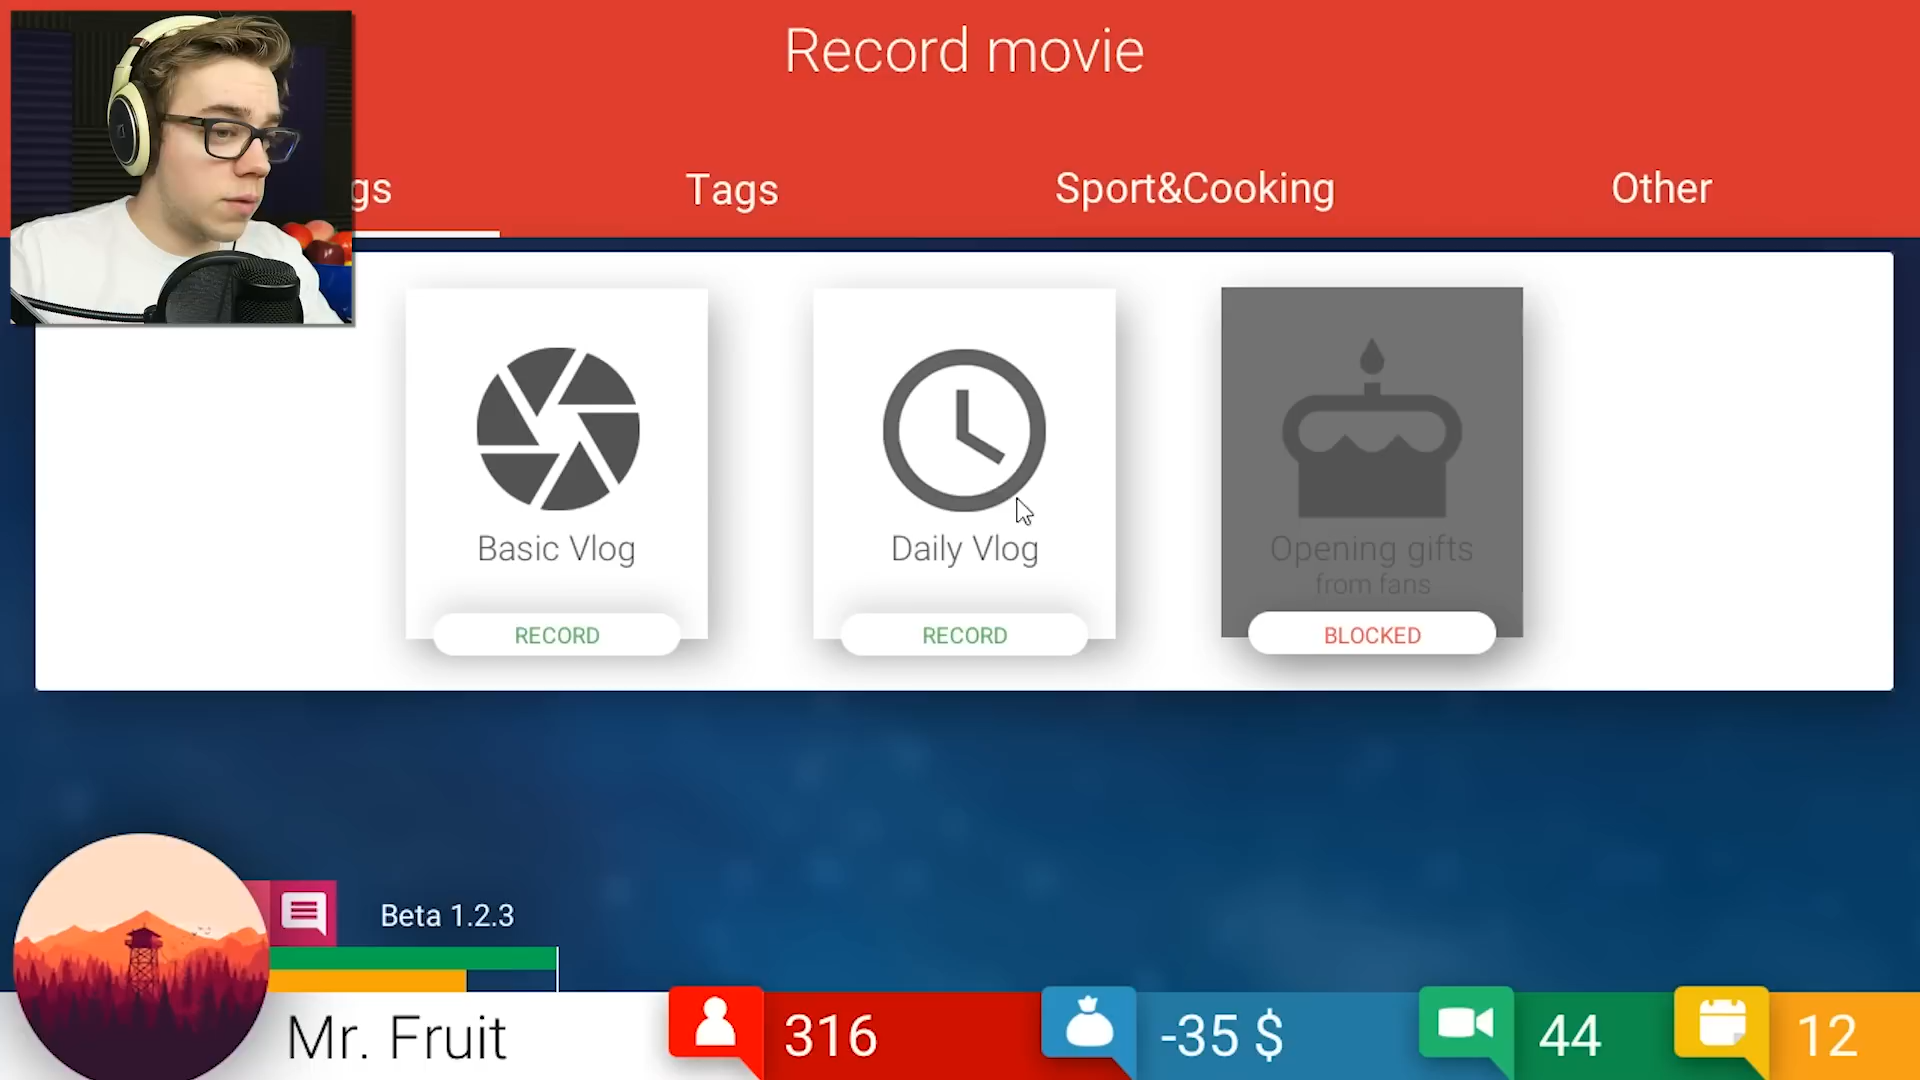 Record movie
gs
Tags
Sport&Cooking
Other
Basic Vlog
RECORD
Daily Vlog
RECORD
Opening gifts
from fans
BLOCKED
Beta 1.2.3
Mr. Fruit
316
-35 $
44
12